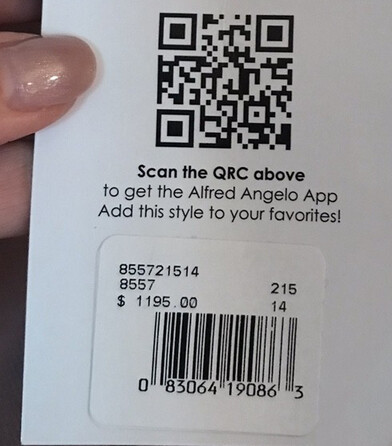 Scan the QRC above
to get the Alfred Angelo App
Add this style to your favorites!
855721514
8557 215
$ 1195.00 14
0 83064 19086 3